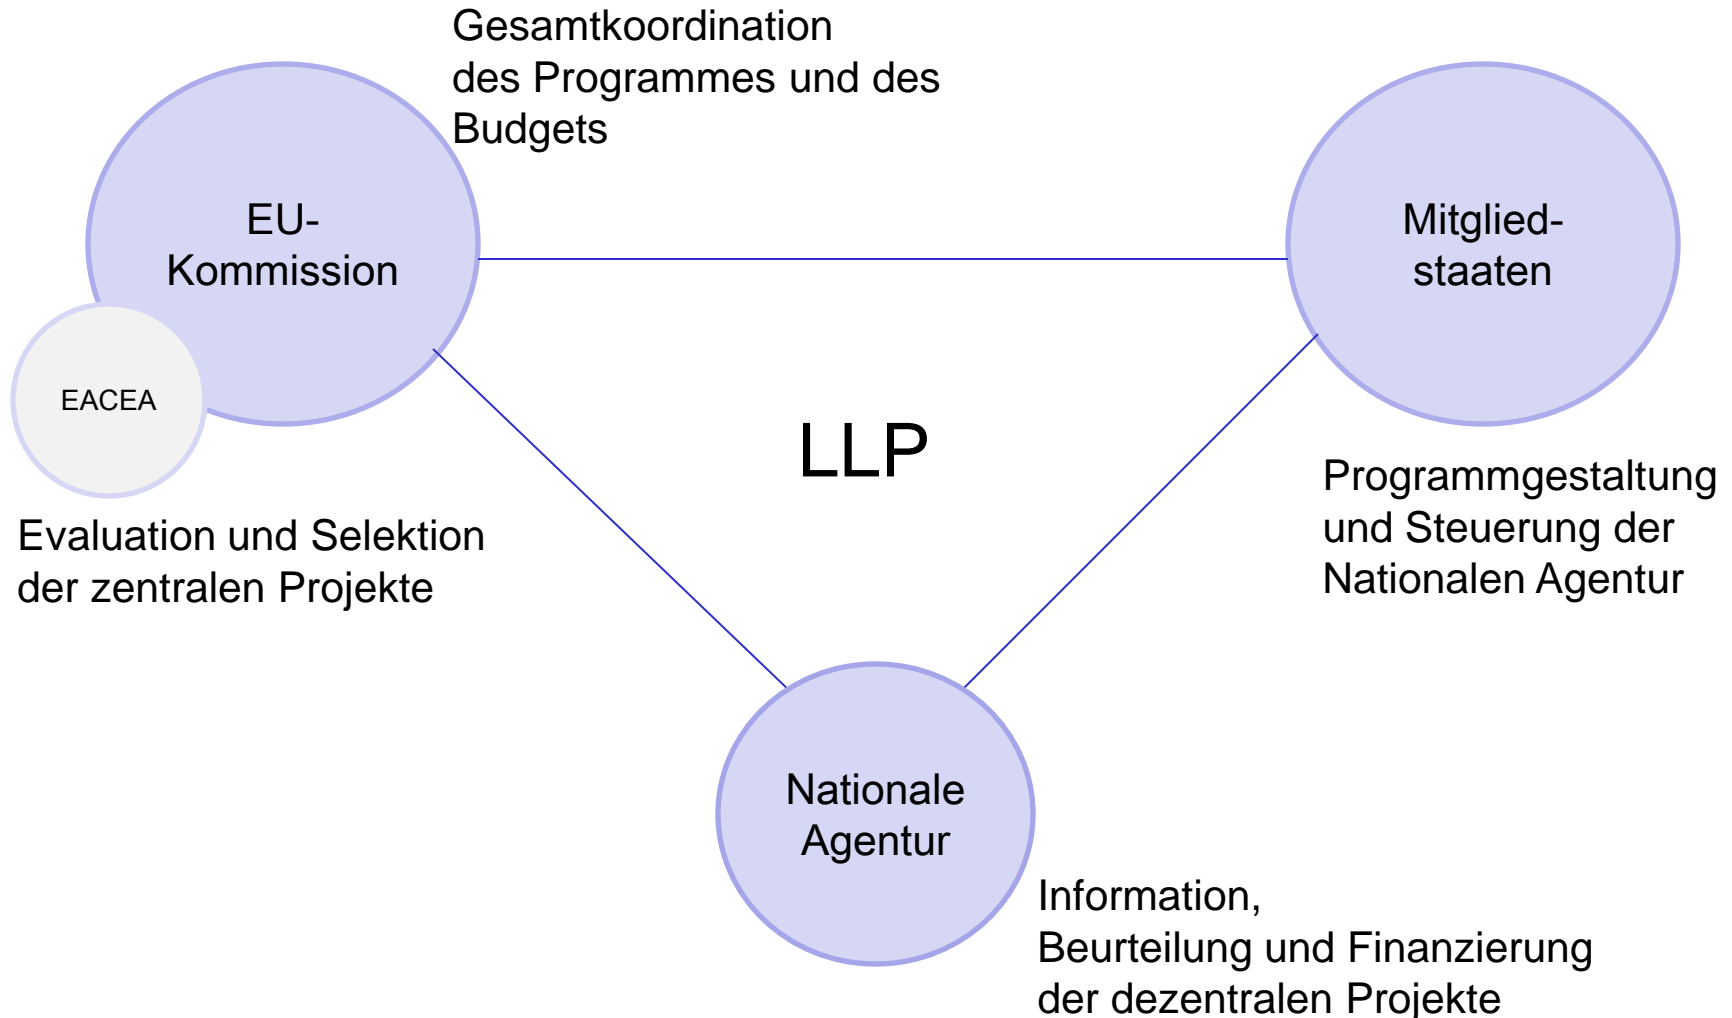 Gesamtkoordination
des Programmes und des
Budgets
EU-
Kommission
Mitglied-
staaten
EACEA
LLP
Evaluation und Selektion
der zentralen Projekte
Programmgestaltung
und Steuerung der
Nationalen Agentur
Nationale
Agentur
Information,
Beurteilung und Finanzierung
der dezentralen Projekte